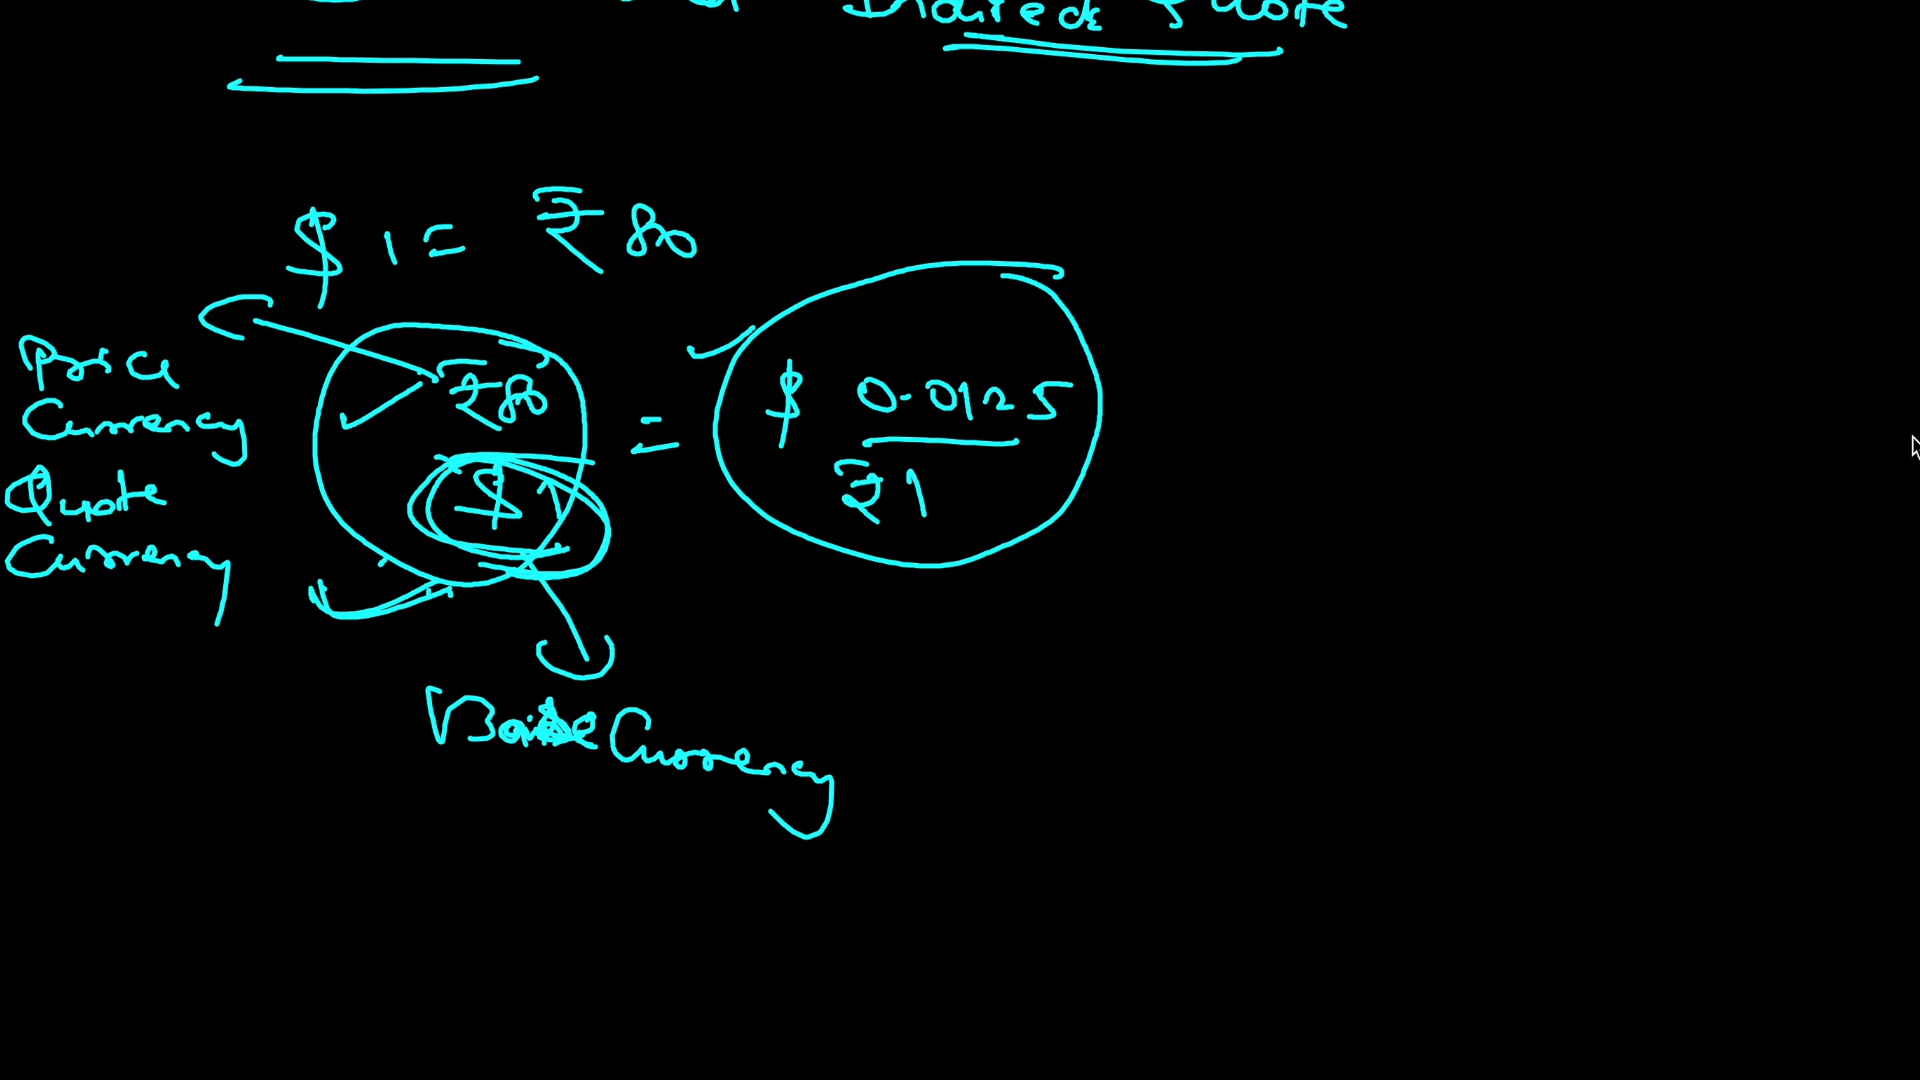 Indirect Quote
$ 1 = ₹ 80
Price
Currency
Quote
Currency
₹80
$1
=
$ 0.0125
₹1
Base Currency